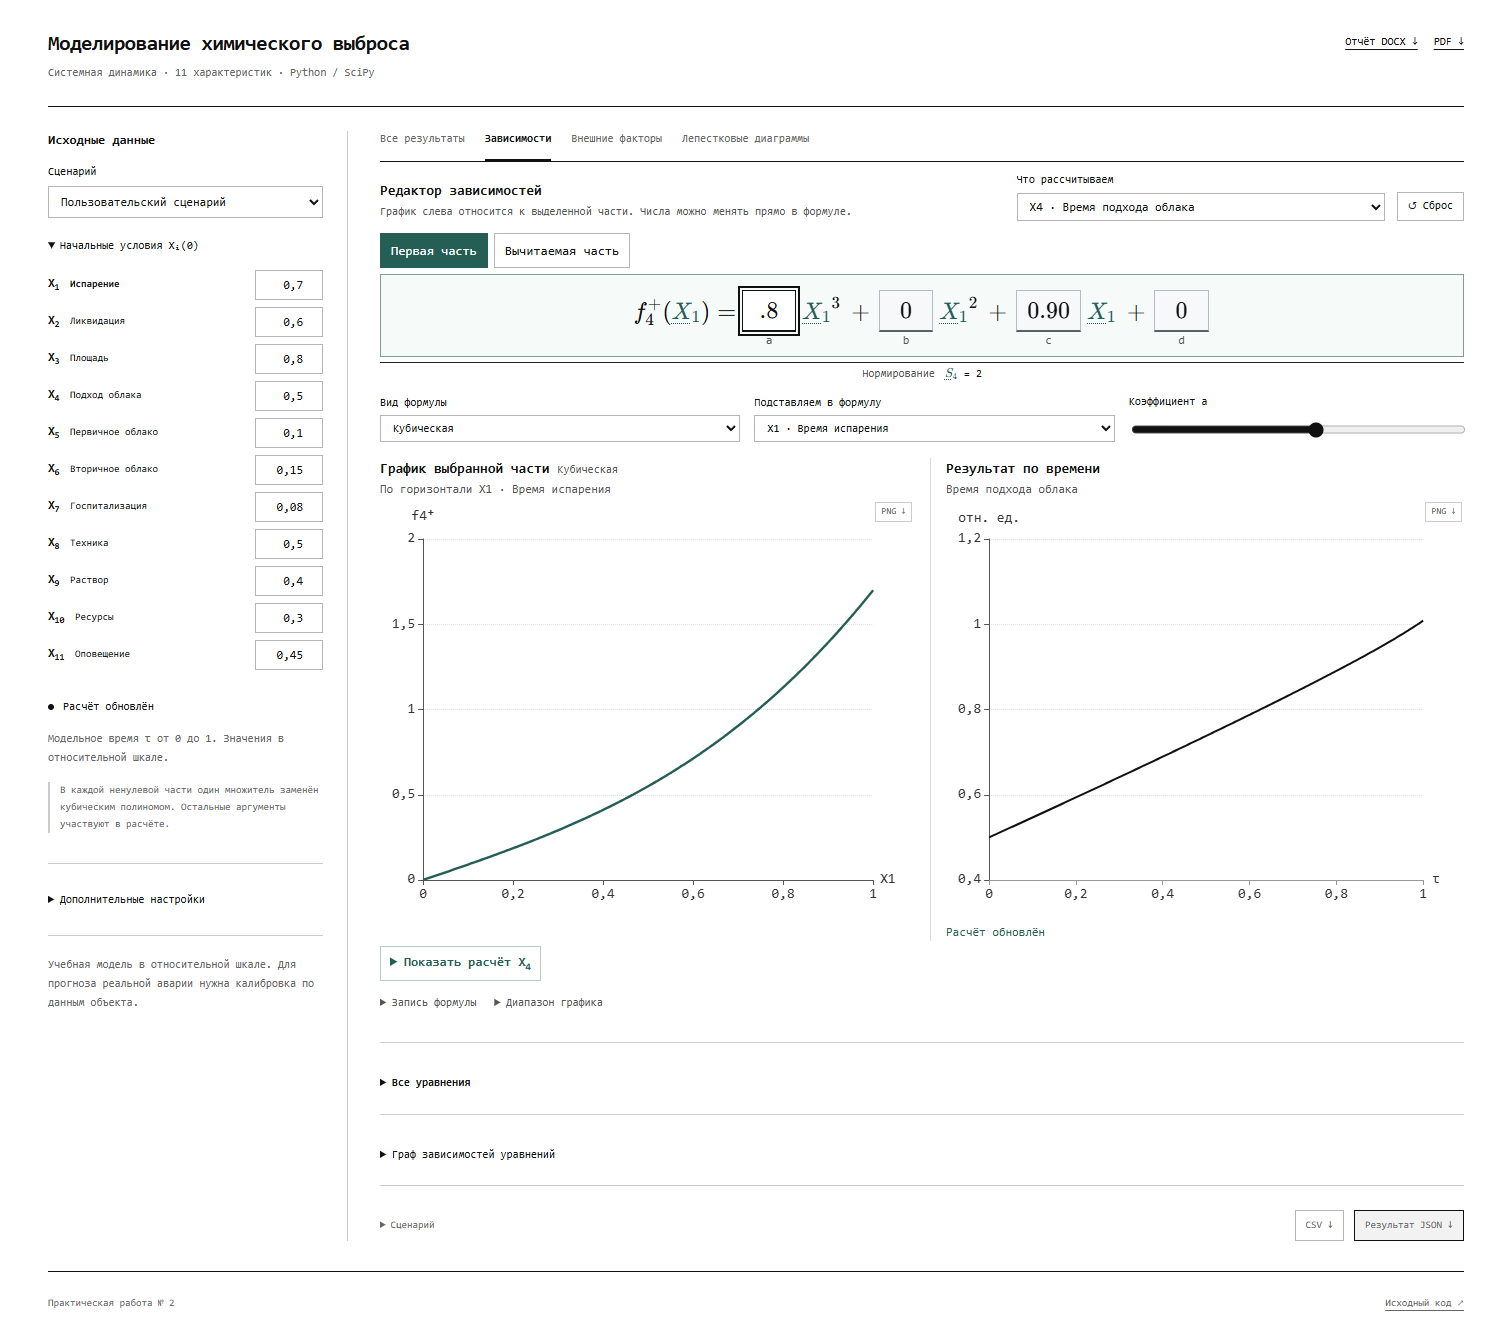 Моделирование химического выброса
Отчёт DOCX ↓ PDF ↓
Системная динамика · 11 характеристик · Python / SciPy
Исходные данные
Сценарий
Пользовательский сценарий
▼ Начальные условия Xᵢ(0)
X₁ Испарение 0,7
X₂ Ликвидация 0,6
X₃ Площадь 0,8
X₄ Подход облака 0,5
X₅ Первичное облако 0,1
X₆ Вторичное облако 0,15
X₇ Госпитализация 0,08
X₈ Техника 0,5
X₉ Раствор 0,4
X₁₀ Ресурсы 0,3
X₁₁ Оповещение 0,45
● Расчёт обновлён
Модельное время τ от 0 до 1. Значения в
относительной шкале.
В каждой ненулевой части один множитель заменён
кубическим полиномом. Остальные аргументы
участвуют в расчёте.
▶ Дополнительные настройки
Учебная модель в относительной шкале. Для
прогноза реальной аварии нужна калибровка по
данным объекта.
Все результаты Зависимости Внешние факторы Лепестковые диаграммы
Редактор зависимостей
График слева относится к выделенной части. Числа можно менять прямо в формуле.
Что рассчитываем
X4 · Время подхода облака
↺ Сброс
Первая часть Вычитаемая часть
f₄⁺(X₁) = .8 X₁³ + 0 X₁² + 0.90 X₁ + 0
a b c d
Нормирование S₄ = 2
Вид формулы
Кубическая
Подставляем в формулу
X1 · Время испарения
Коэффициент a
График выбранной части Кубическая
По горизонтали X1 · Время испарения
PNG ↓
f4⁺
2
1,5
1
0,5
0
0 0,2 0,4 0,6 0,8 1
X1
Результат по времени
Время подхода облака
PNG ↓
отн. ед.
1,2
1
0,8
0,6
0,4
0 0,2 0,4 0,6 0,8 1
τ
Расчёт обновлён
▶ Показать расчёт X₄
▶ Запись формулы ▶ Диапазон графика
▶ Все уравнения
▶ Граф зависимостей уравнений
▶ Сценарий
CSV ↓ Результат JSON ↓
Практическая работа № 2
Исходный код ↗